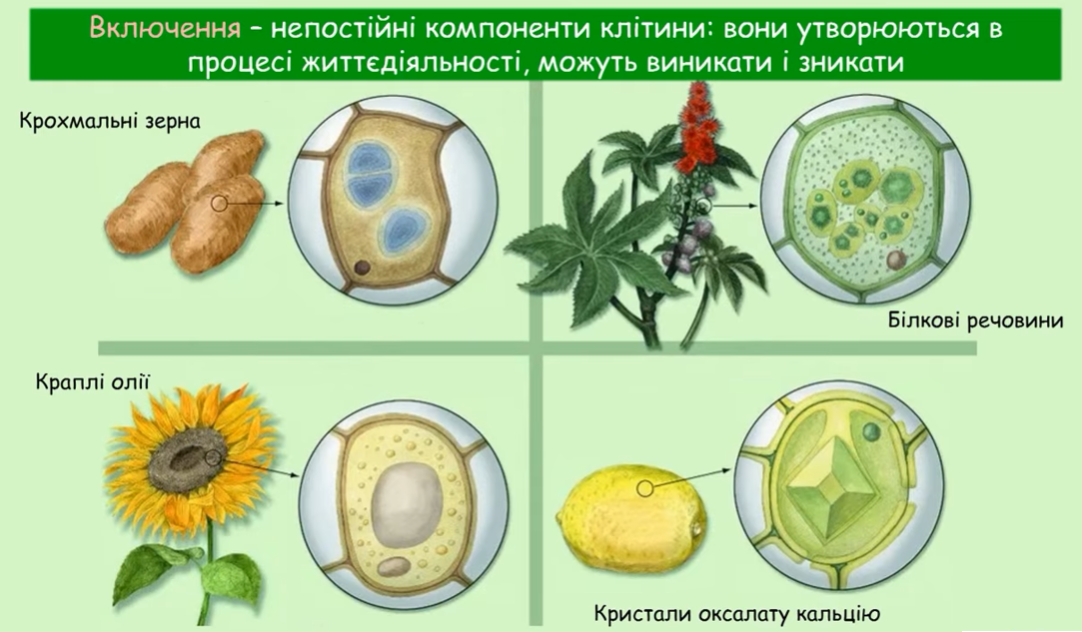 Включення – непостійні компоненти клітини: вони утворюються в
процесі життєдіяльності, можуть виникати і зникати
Крохмальні зерна
Білкові речовини
Краплі олії
Кристали оксалату кальцію